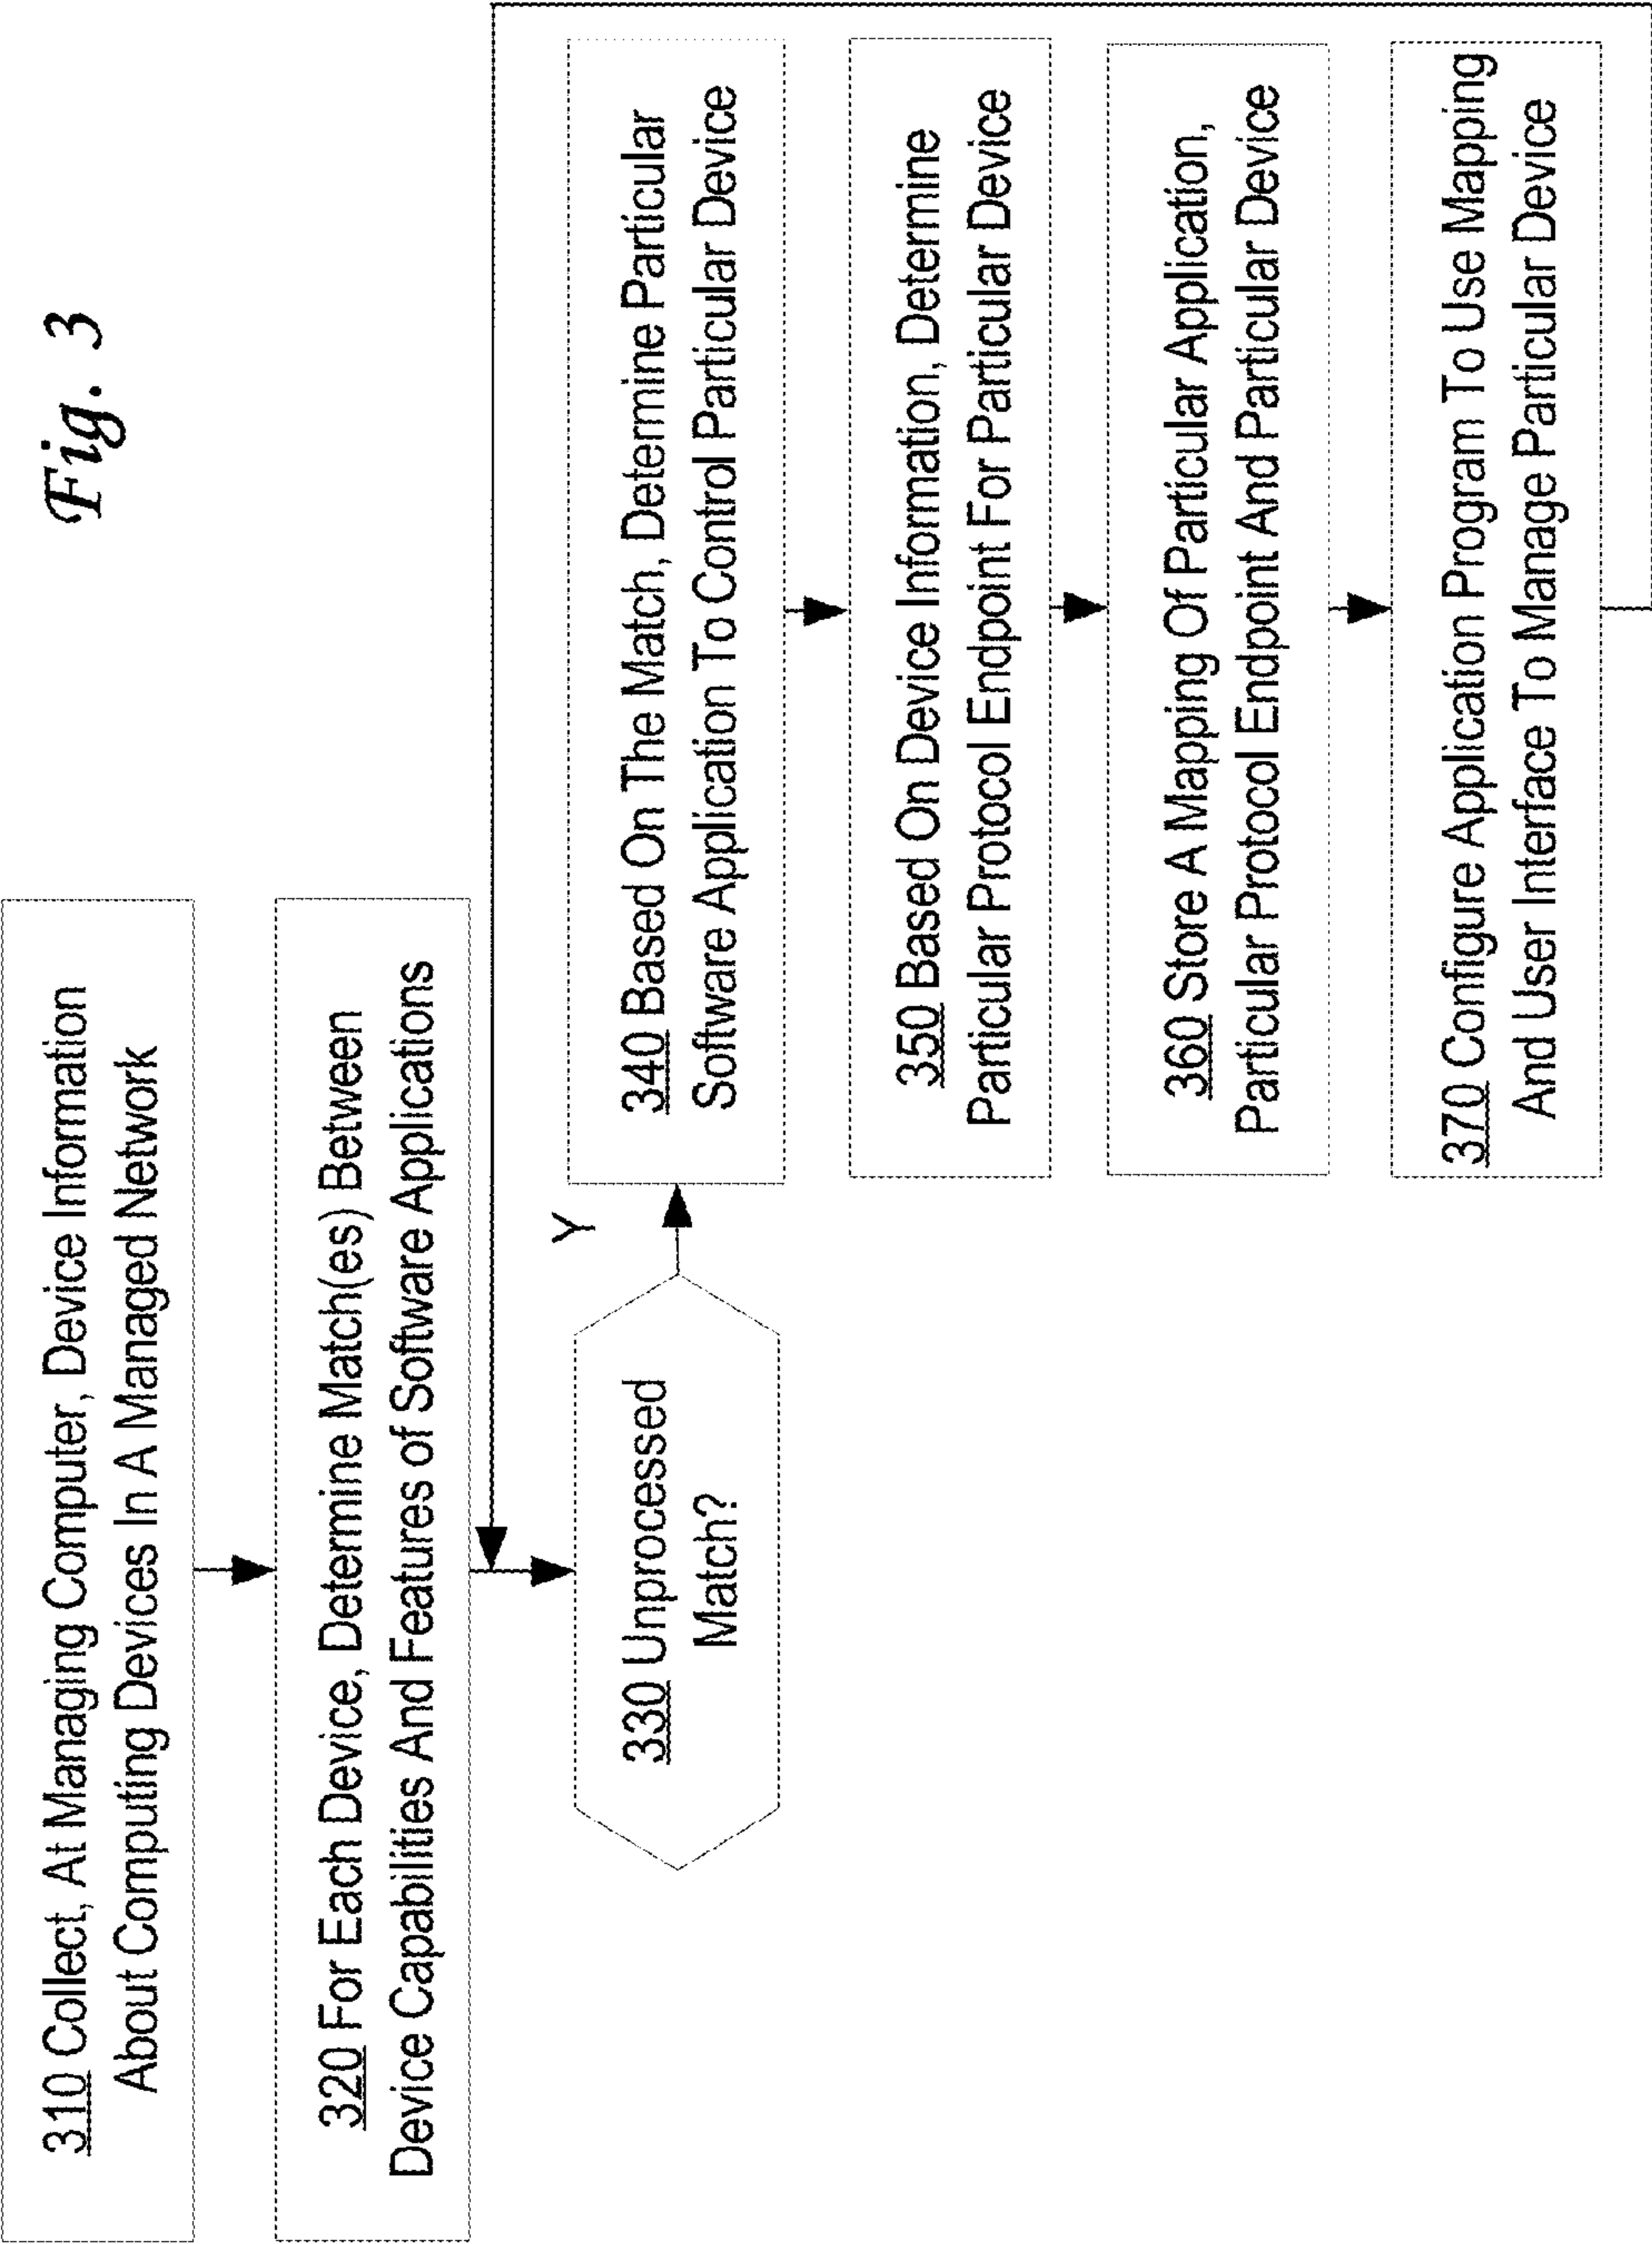 Fig. 3
310 Collect, At Managing Computer, Device Information
About Computing Devices In A Managed Network
320 For Each Device, Determine Match(es) Between
Device Capabilities And Features of Software Applications
330 Unprocessed
Match?
Y
340 Based On The Match, Determine Particular
Software Application To Control Particular Device
350 Based On Device Information, Determine
Particular Protocol Endpoint For Particular Device
360 Store A Mapping Of Particular Application,
Particular Protocol Endpoint And Particular Device
370 Configure Application Program To Use Mapping
And User Interface To Manage Particular Device